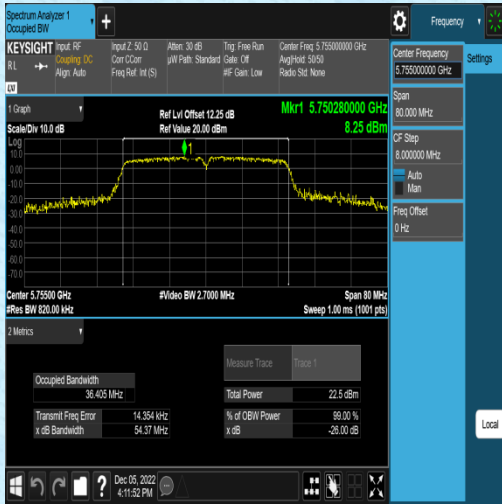 Spectrum Analyzer 1
Occupied BW
Frequency
KEYSIGHT
RL
Input: RF
Coupling: DC
Align: Auto
Input Z: 50 Ω
Corr CCorr
Freq Ref: Int (S)
Atten: 30 dB
µW Path: Standard
Trig: Free Run
Gate: Off
#IF Gain: Low
Center Freq: 5.755000000 GHz
Avg|Hold: 50/50
Radio Std: None
LXI
Center Frequency
5.755000000 GHz
Settings
Span
80.000 MHz
CF Step
8.000000 MHz
Auto
Man
Freq Offset
0 Hz
Local
1 Graph
Scale/Div 10.0 dB
Ref Lvl Offset 12.25 dB
Ref Value 20.00 dBm
Mkr1 5.750280000 GHz
8.25 dBm
Log
10.0
0.00
-10.0
-20.0
-30.0
-40.0
-50.0
-60.0
-70.0
1
Center 5.75500 GHz
#Res BW 820.00 kHz
#Video BW 2.7000 MHz
Span 80 MHz
Sweep 1.00 ms (1001 pts)
2 Metrics
Measure Trace
Trace 1
Occupied Bandwidth
36.405 MHz
Total Power
22.5 dBm
Transmit Freq Error
14.354 kHz
% of OBW Power
99.00 %
x dB Bandwidth
54.37 MHz
x dB
-26.00 dB
?
Dec 05, 2022
4:11:52 PM